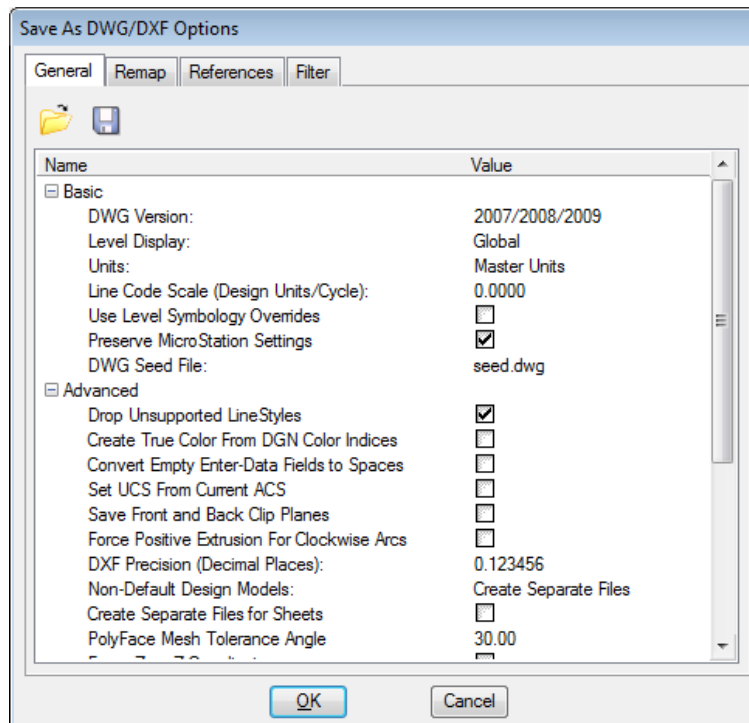 Save As DWG/DXF Options
General Remap References Filter
Name Value
Basic
DWG Version: 2007/2008/2009
Level Display: Global
Units: Master Units
Line Code Scale (Design Units/Cycle): 0.0000
Use Level Symbology Overrides
Preserve MicroStation Settings
DWG Seed File: seed.dwg
Advanced
Drop Unsupported LineStyles
Create True Color From DGN Color Indices
Convert Empty Enter-Data Fields to Spaces
Set UCS From Current ACS
Save Front and Back Clip Planes
Force Positive Extrusion For Clockwise Arcs
DXF Precision (Decimal Places): 0.123456
Non-Default Design Models: Create Separate Files
Create Separate Files for Sheets
PolyFace Mesh Tolerance Angle 30.00
OK Cancel